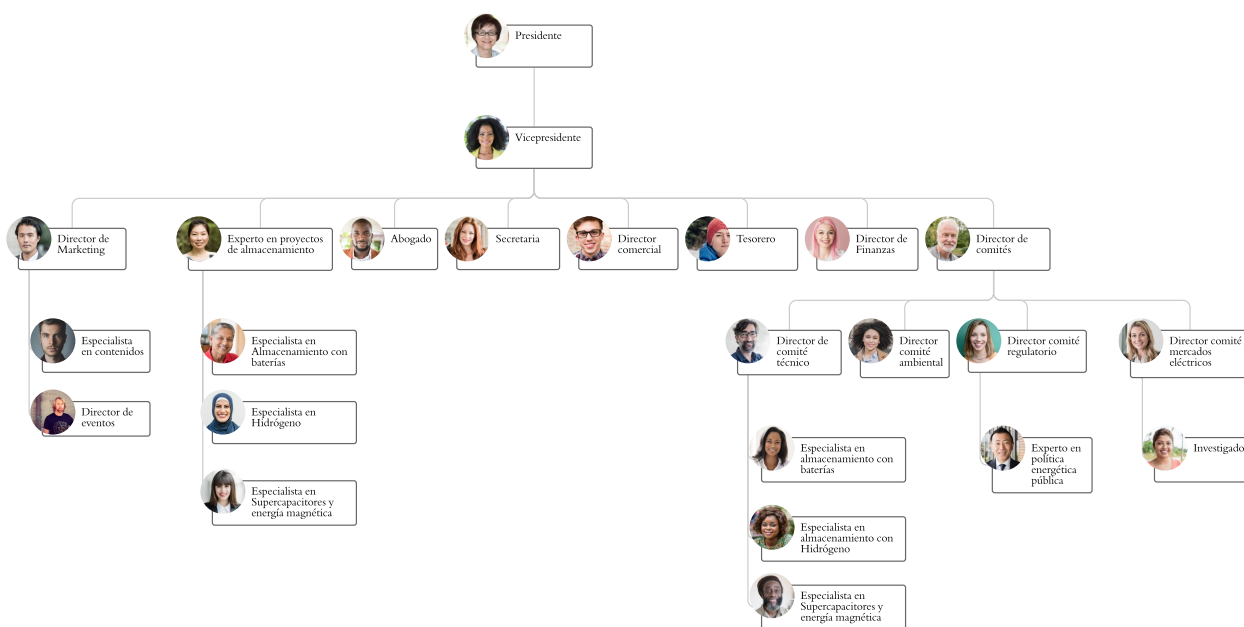 Presidente
Vicepresidente
Director de
Marketing
Experto en proyectos
de almacenamiento
Abogado
Secretaria
Director
comercial
Tesorero
Director de
Finanzas
Director de
comités
Especialista
en contenidos
Especialista en
Almacenamiento con
baterías
Director de
comité
técnico
Director
comité
ambiental
Director comité
regulatorio
Director comité
mercados
eléctricos
Director de
eventos
Especialista en
Hidrógeno
Especialista en
almacenamiento con
baterías
Experto en
política
energética
pública
Investigado
Especialista en
Supercapacitores y
energía magnética
Especialista en
almacenamiento con
Hidrógeno
Especialista en
Supercapacitores y
energía magnética